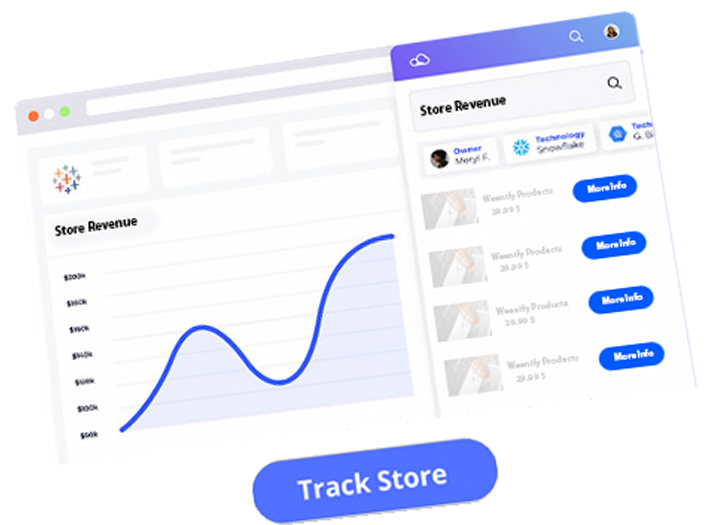 Store Revenue
Owner
Meryl F.
Technology
Snowflake
Tech
G. Bi
Store Revenue
$200k
$180k
$160k
$140k
$120k
$100k
Weenify Products
29.99 $
More Info
Weenify Products
29.99 $
More Info
Weenify Products
29.99 $
More Info
Weenify Products
29.99 $
More Info
Track Store